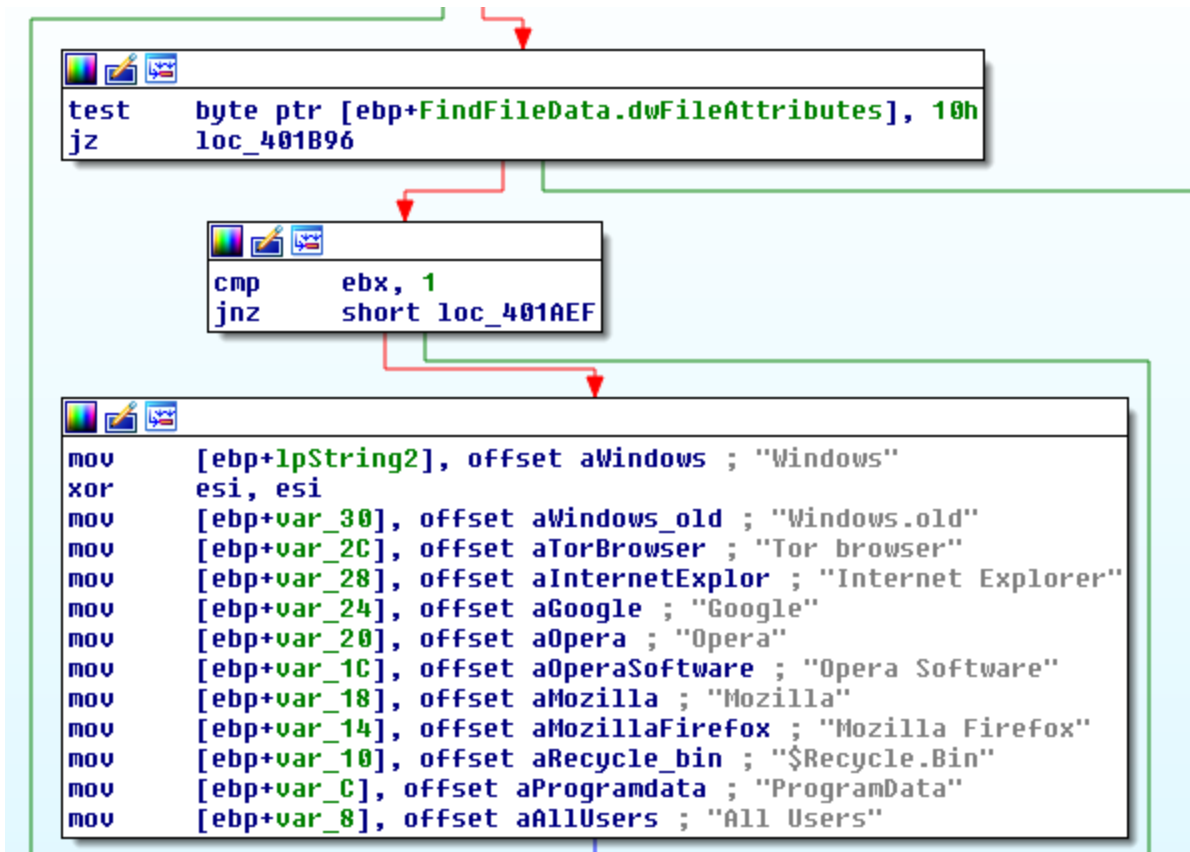 test byte ptr [ebp+FindFileData.dwFileAttributes], 10h
jz loc_401B96
cmp ebx, 1
jnz short loc_401AEF
mov [ebp+lpString2], offset aWindows ; "Windows"
xor esi, esi
mov [ebp+var_30], offset aWindows_old ; "Windows.old"
mov [ebp+var_2C], offset aTorBrowser ; "Tor browser"
mov [ebp+var_28], offset aInternetExplor ; "Internet Explorer"
mov [ebp+var_24], offset aGoogle ; "Google"
mov [ebp+var_20], offset aOpera ; "Opera"
mov [ebp+var_1C], offset aOperaSoftware ; "Opera Software"
mov [ebp+var_18], offset aMozilla ; "Mozilla"
mov [ebp+var_14], offset aMozillaFirefox ; "Mozilla Firefox"
mov [ebp+var_10], offset aRecycle_bin ; "$Recycle.Bin"
mov [ebp+var_C], offset aProgramdata ; "ProgramData"
mov [ebp+var_8], offset aAllUsers ; "All Users"